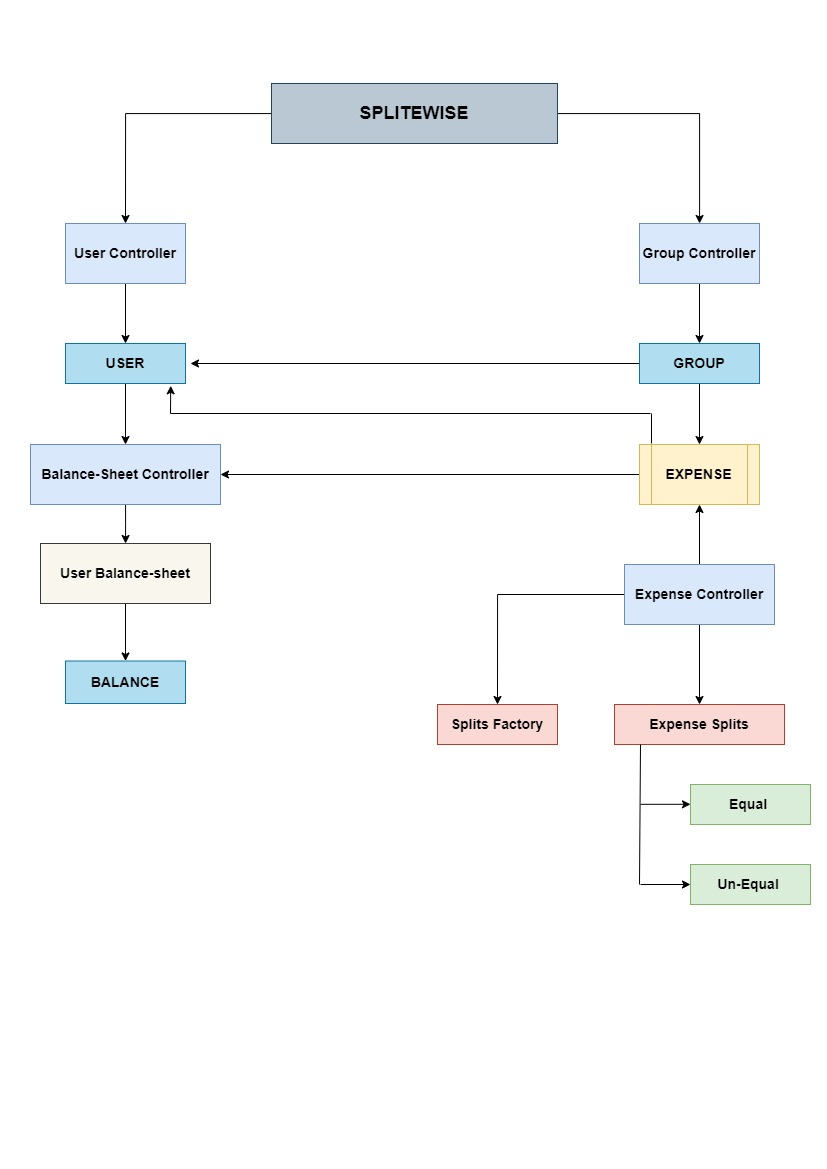 SPLITEWISE
User Controller
Group Controller
USER
GROUP
Balance-Sheet Controller
EXPENSE
User Balance-sheet
Expense Controller
BALANCE
Splits Factory
Expense Splits
Equal
Un-Equal